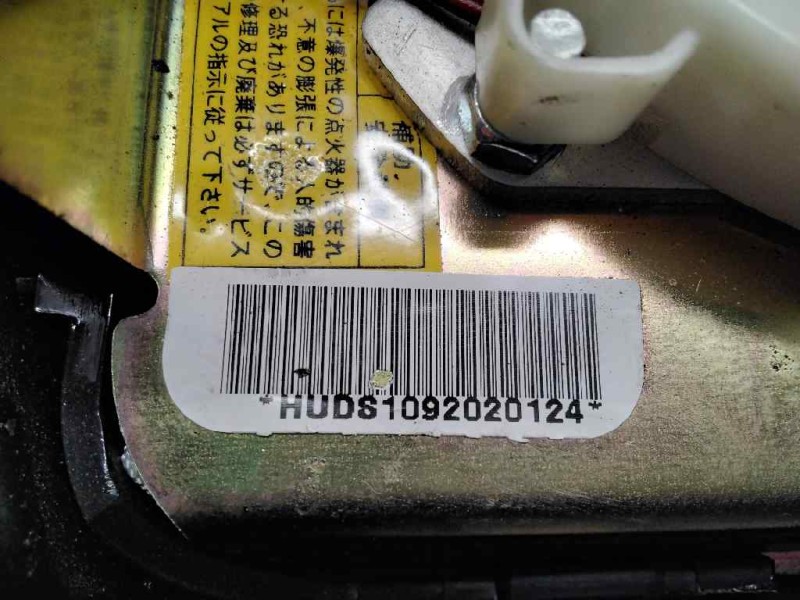 には爆発性の点火器が含まれ
、不意の膨張による人的傷害
する恐れがありますので、この
修理及び廃棄は必ずサービス
アルの指示に従って下さい。
*HUDS1092020124*